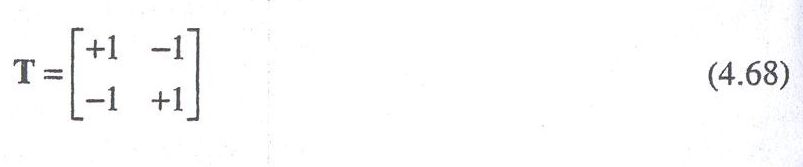 T = [+1 −1
−1 +1] (4.68)